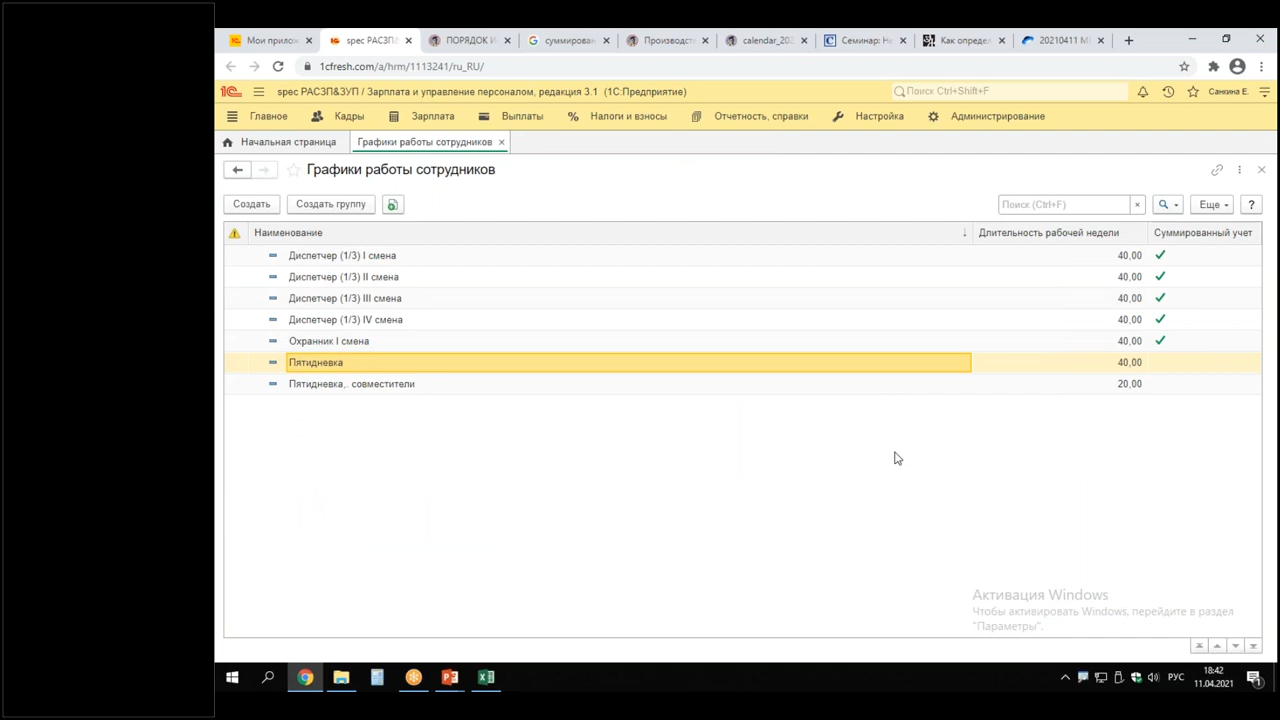 Мои прилож spec РАСЗП& ПОРЯДОК И суммирован Производст calendar_202 Семинар: Не Как определ 20210411 М
1cfresh.com/a/hrm/1113241/ru_RU/
spec РАСЗП&ЗУП / Зарплата и управление персоналом, редакция 3.1 (1С:Предприятие) Поиск Ctrl+Shift+F Санкина Е.
Главное Кадры Зарплата Выплаты Налоги и взносы Отчетность, справки Настройка Администрирование
Начальная страница Графики работы сотрудников
Графики работы сотрудников
Создать Создать группу Поиск (Ctrl+F) Еще ?
Наименование Длительность рабочей недели Суммированный учет
Диспетчер (1/3) I смена 40,00
Диспетчер (1/3) II смена 40,00
Диспетчер (1/3) III смена 40,00
Диспетчер (1/3) IV смена 40,00
Охранник I смена 40,00
Пятидневка 40,00
Пятидневка,. совместители 20,00
Активация Windows
Чтобы активировать Windows, перейдите в раздел
"Параметры".
18:42
РУС
11.04.2021